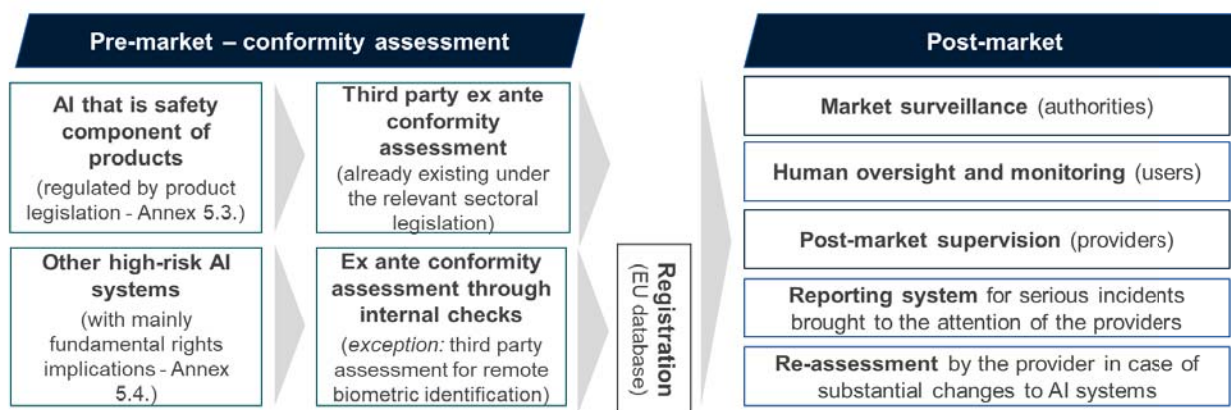 Pre-market – conformity assessment
AI that is safety
component of
products
(regulated by product
legislation - Annex 5.3.)
Third party ex ante
conformity
assessment
(already existing under
the relevant sectoral
legislation)
Other high-risk AI
systems
(with mainly
fundamental rights
implications - Annex
5.4.)
Ex ante conformity
assessment through
internal checks
(exception: third party
assessment for remote
biometric identification)
Registration
(EU database)
Post-market
Market surveillance (authorities)
Human oversight and monitoring (users)
Post-market supervision (providers)
Reporting system for serious incidents
brought to the attention of the providers
Re-assessment by the provider in case of
substantial changes to AI systems